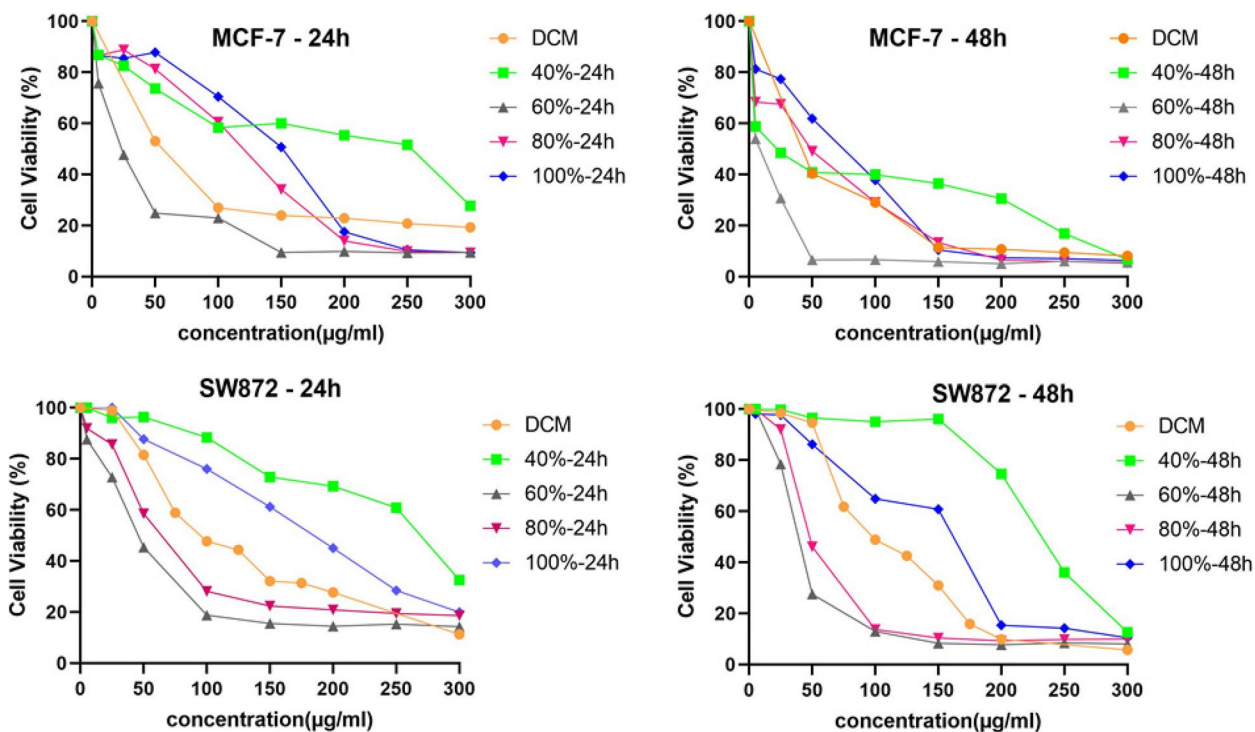 MCF-7 - 24h
Cell Viability (%)
100
80
60
40
20
0
0 50 100 150 200 250 300
concentration(µg/ml)
DCM
40%-24h
60%-24h
80%-24h
100%-24h
MCF-7 - 48h
Cell Viability (%)
100
80
60
40
20
0
0 50 100 150 200 250 300
concentration(µg/ml)
DCM
40%-48h
60%-48h
80%-48h
100%-48h
SW872 - 24h
Cell Viability (%)
100
80
60
40
20
0
0 50 100 150 200 250 300
concentration(µg/ml)
DCM
40%-24h
60%-24h
80%-24h
100%-24h
SW872 - 48h
Cell Viability (%)
100
80
60
40
20
0
0 50 100 150 200 250 300
concentration(µg/ml)
DCM
40%-48h
60%-48h
80%-48h
100%-48h